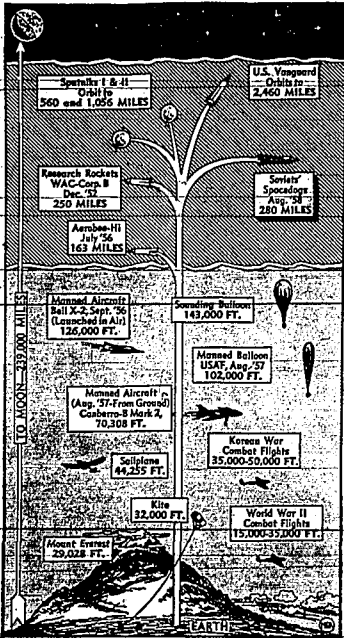 Sputniks I & II
Orbit to
560 and 1,056 MILES
U.S. Vanguard
Orbits to
2,460 MILES
Research Rockets
WAC-Corp. B
Dec. '52
250 MILES
Soviets'
Spacedogs
Aug. '58
280 MILES
Aerobee-Hi
July '56
163 MILES
Manned Aircraft
Bell X-2, Sept. '56
(Launched in Air)
126,000 FT.
Sounding Balloon
143,000 FT.
Manned Balloon
USAF, Aug. '57
102,000 FT.
Manned Aircraft
(Aug. '57-From Ground)
Canberra-B Mark 2,
70,308 FT.
Korean War
Combat Flights
35,000-50,000 FT.
Sailplane
44,255 FT.
Kite
32,000 FT.
World War II
Combat Flights
15,000-35,000 FT.
Mount Everest
29,028 FT.
TO MOON—239,000 MILES
EARTH